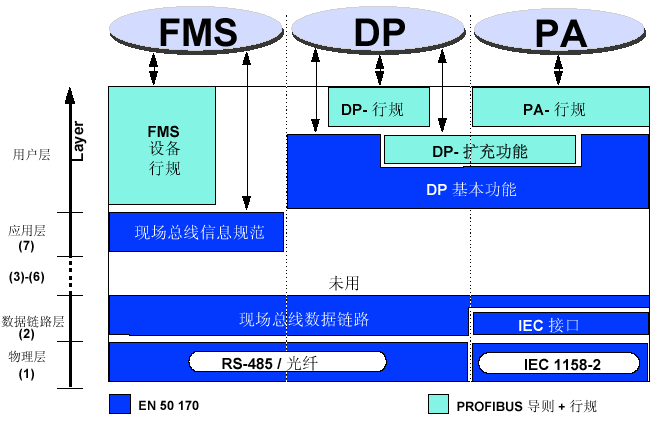 FMS DP PA
Layer
用户层
FMS
设备
行规
DP- 行规
PA- 行规
DP- 扩充功能
DP 基本功能
应用层
(7)
现场总线信息规范
(3)-(6)
未用
数据链路层
(2)
现场总线数据链路
IEC 接口
物理层
(1)
RS-485 / 光纤
IEC 1158-2
EN 50 170
PROFIBUS 导则 + 行规